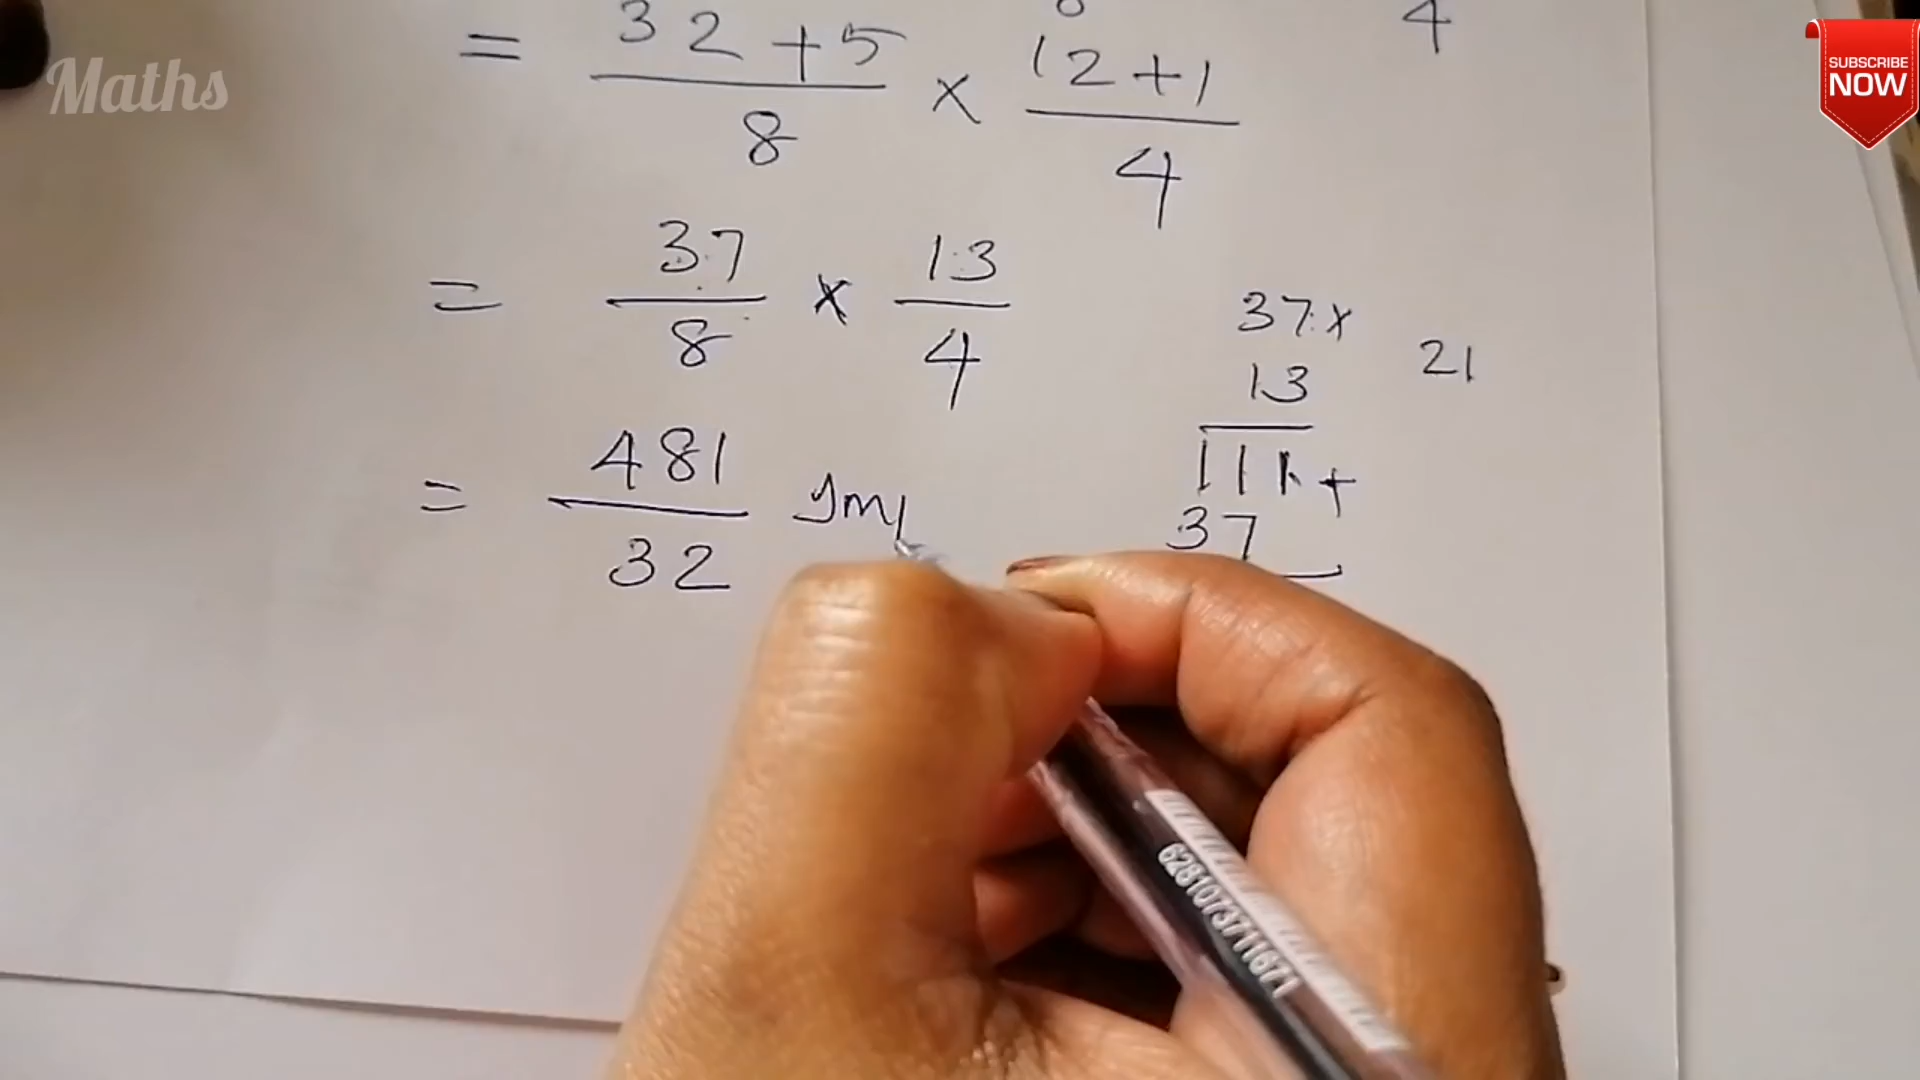 Maths
SUBSCRIBE
NOW
= 32+5/8 × 12+1/4
4
= 37/8 × 13/4
= 481/32
37 ×
13
111 +
37
21
6281073711671